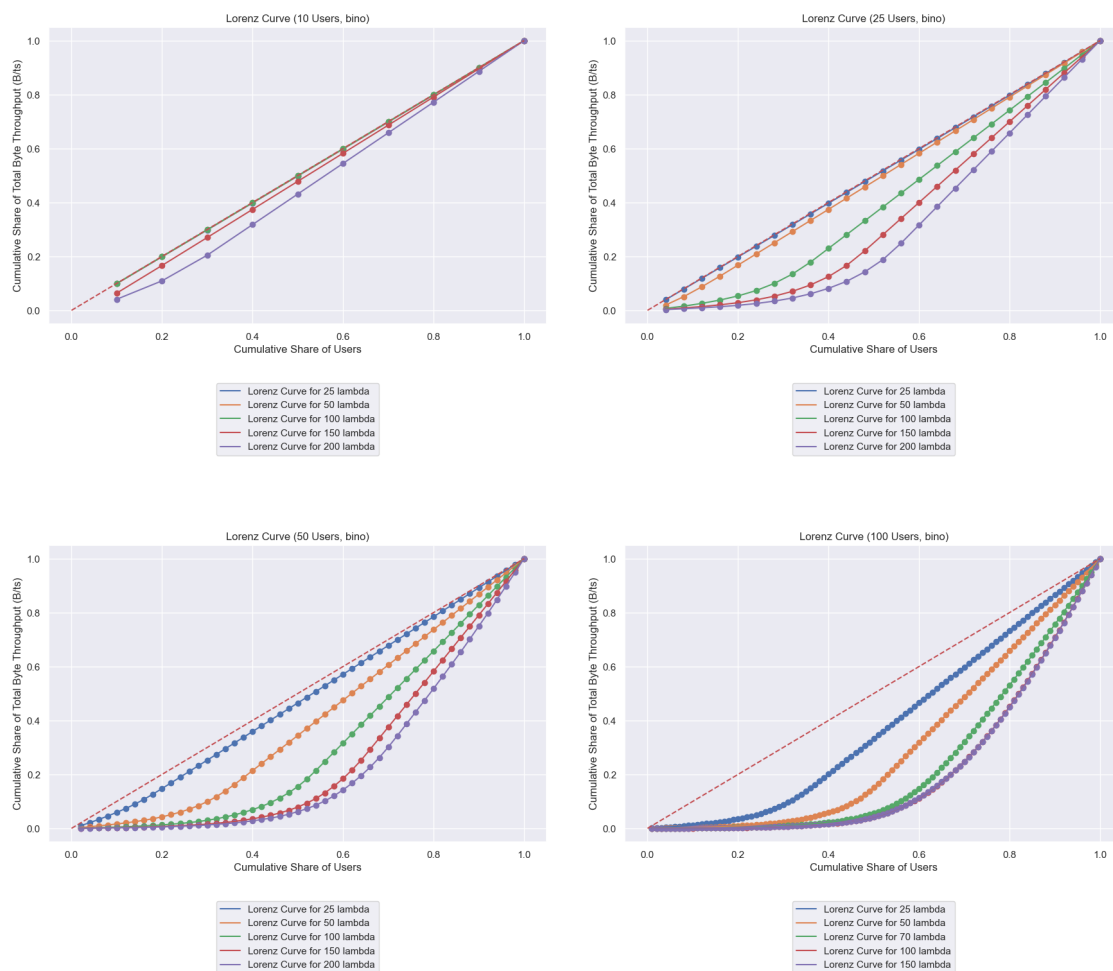 Lorenz Curve (10 Users, bino)
Cumulative Share of Total Byte Throughput (B/ts)
1.0
0.8
0.6
0.4
0.2
0.0
0.0 0.2 0.4 0.6 0.8 1.0
Cumulative Share of Users
Lorenz Curve for 25 lambda
Lorenz Curve for 50 lambda
Lorenz Curve for 100 lambda
Lorenz Curve for 150 lambda
Lorenz Curve for 200 lambda
Lorenz Curve (25 Users, bino)
Cumulative Share of Total Byte Throughput (B/ts)
1.0
0.8
0.6
0.4
0.2
0.0
0.0 0.2 0.4 0.6 0.8 1.0
Cumulative Share of Users
Lorenz Curve for 25 lambda
Lorenz Curve for 50 lambda
Lorenz Curve for 100 lambda
Lorenz Curve for 150 lambda
Lorenz Curve for 200 lambda
Lorenz Curve (50 Users, bino)
Cumulative Share of Total Byte Throughput (B/ts)
1.0
0.8
0.6
0.4
0.2
0.0
0.0 0.2 0.4 0.6 0.8 1.0
Cumulative Share of Users
Lorenz Curve for 25 lambda
Lorenz Curve for 50 lambda
Lorenz Curve for 100 lambda
Lorenz Curve for 150 lambda
Lorenz Curve for 200 lambda
Lorenz Curve (100 Users, bino)
Cumulative Share of Total Byte Throughput (B/ts)
1.0
0.8
0.6
0.4
0.2
0.0
0.0 0.2 0.4 0.6 0.8 1.0
Cumulative Share of Users
Lorenz Curve for 25 lambda
Lorenz Curve for 50 lambda
Lorenz Curve for 70 lambda
Lorenz Curve for 100 lambda
Lorenz Curve for 150 lambda